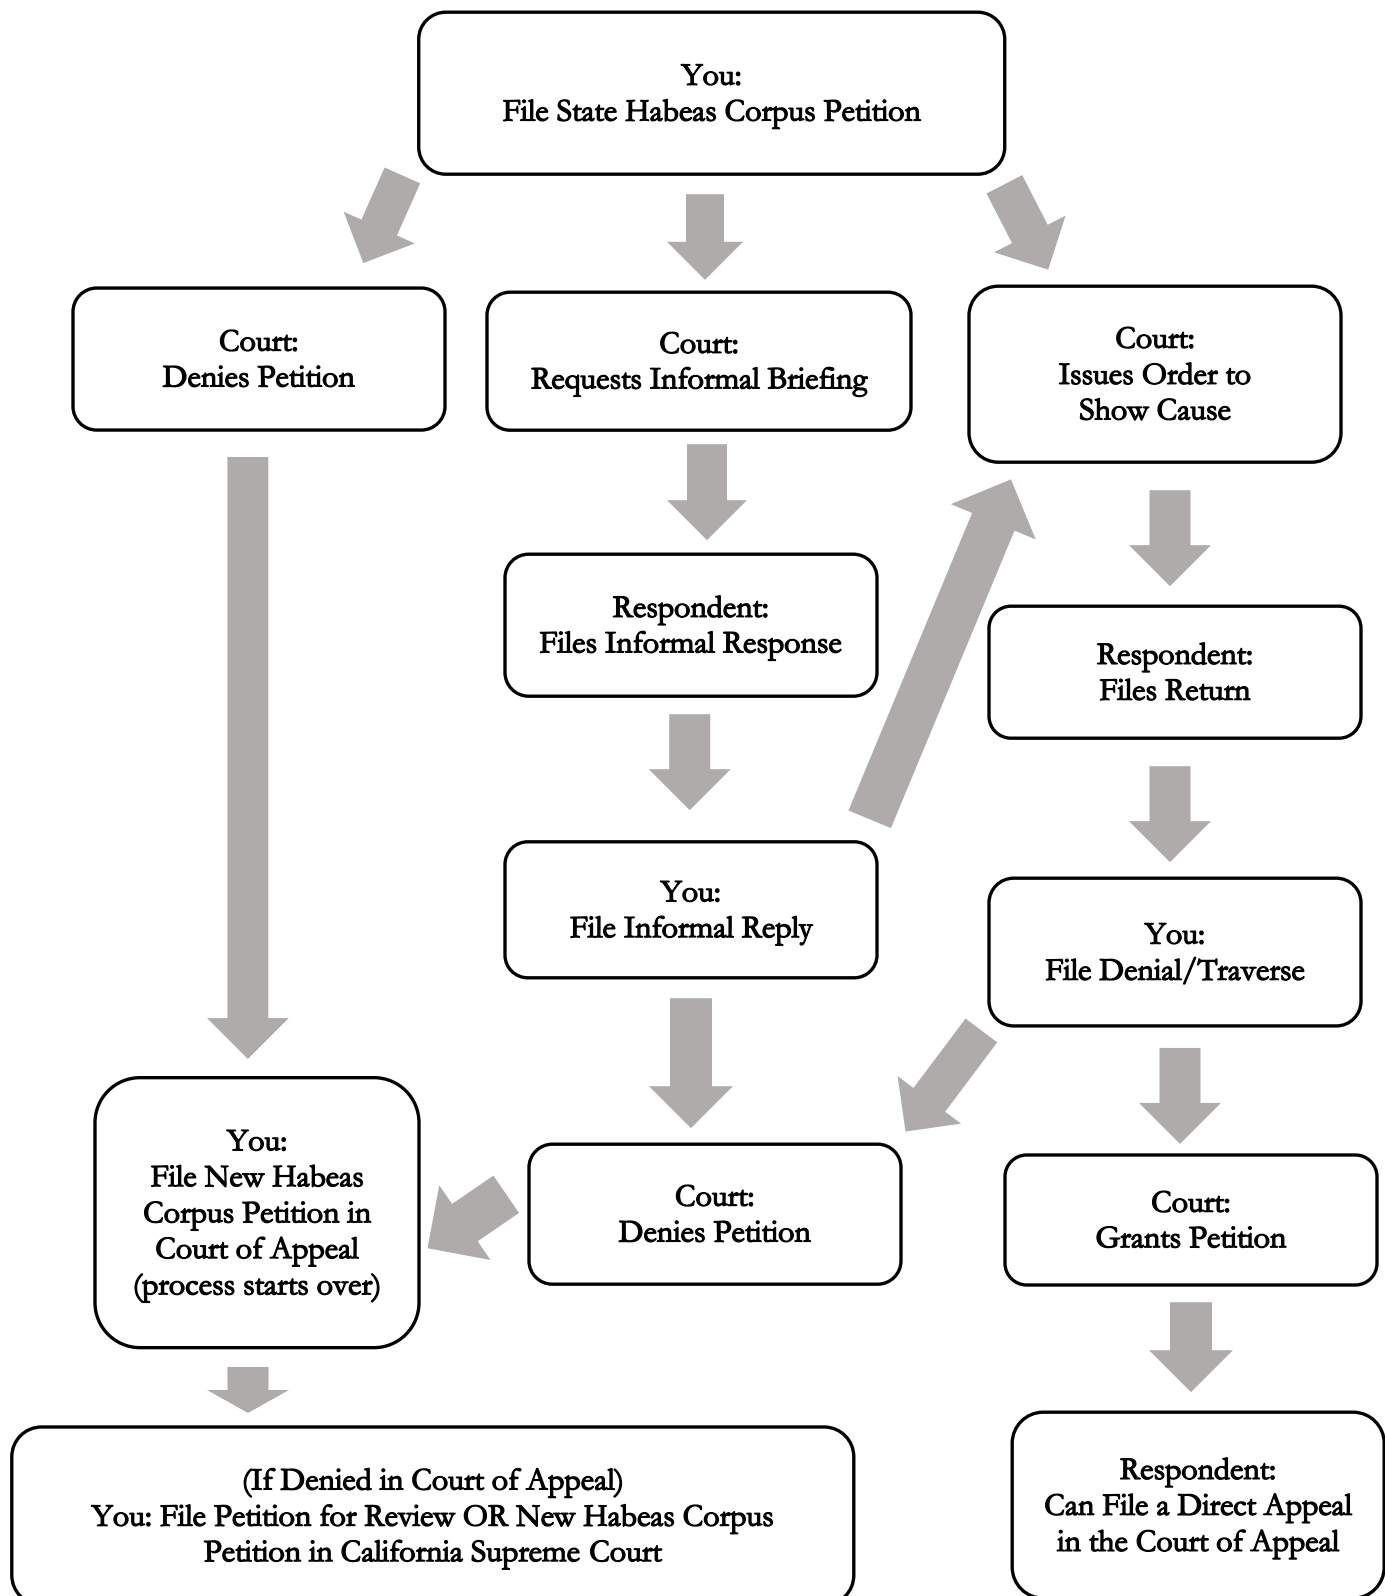 You:
File State Habeas Corpus Petition
Court:
Denies Petition
Court:
Requests Informal Briefing
Court:
Issues Order to
Show Cause
Respondent:
Files Informal Response
Respondent:
Files Return
You:
File Informal Reply
You:
File Denial/Traverse
You:
File New Habeas
Corpus Petition in
Court of Appeal
(process starts over)
Court:
Denies Petition
Court:
Grants Petition
(If Denied in Court of Appeal)
You: File Petition for Review OR New Habeas Corpus
Petition in California Supreme Court
Respondent:
Can File a Direct Appeal
in the Court of Appeal